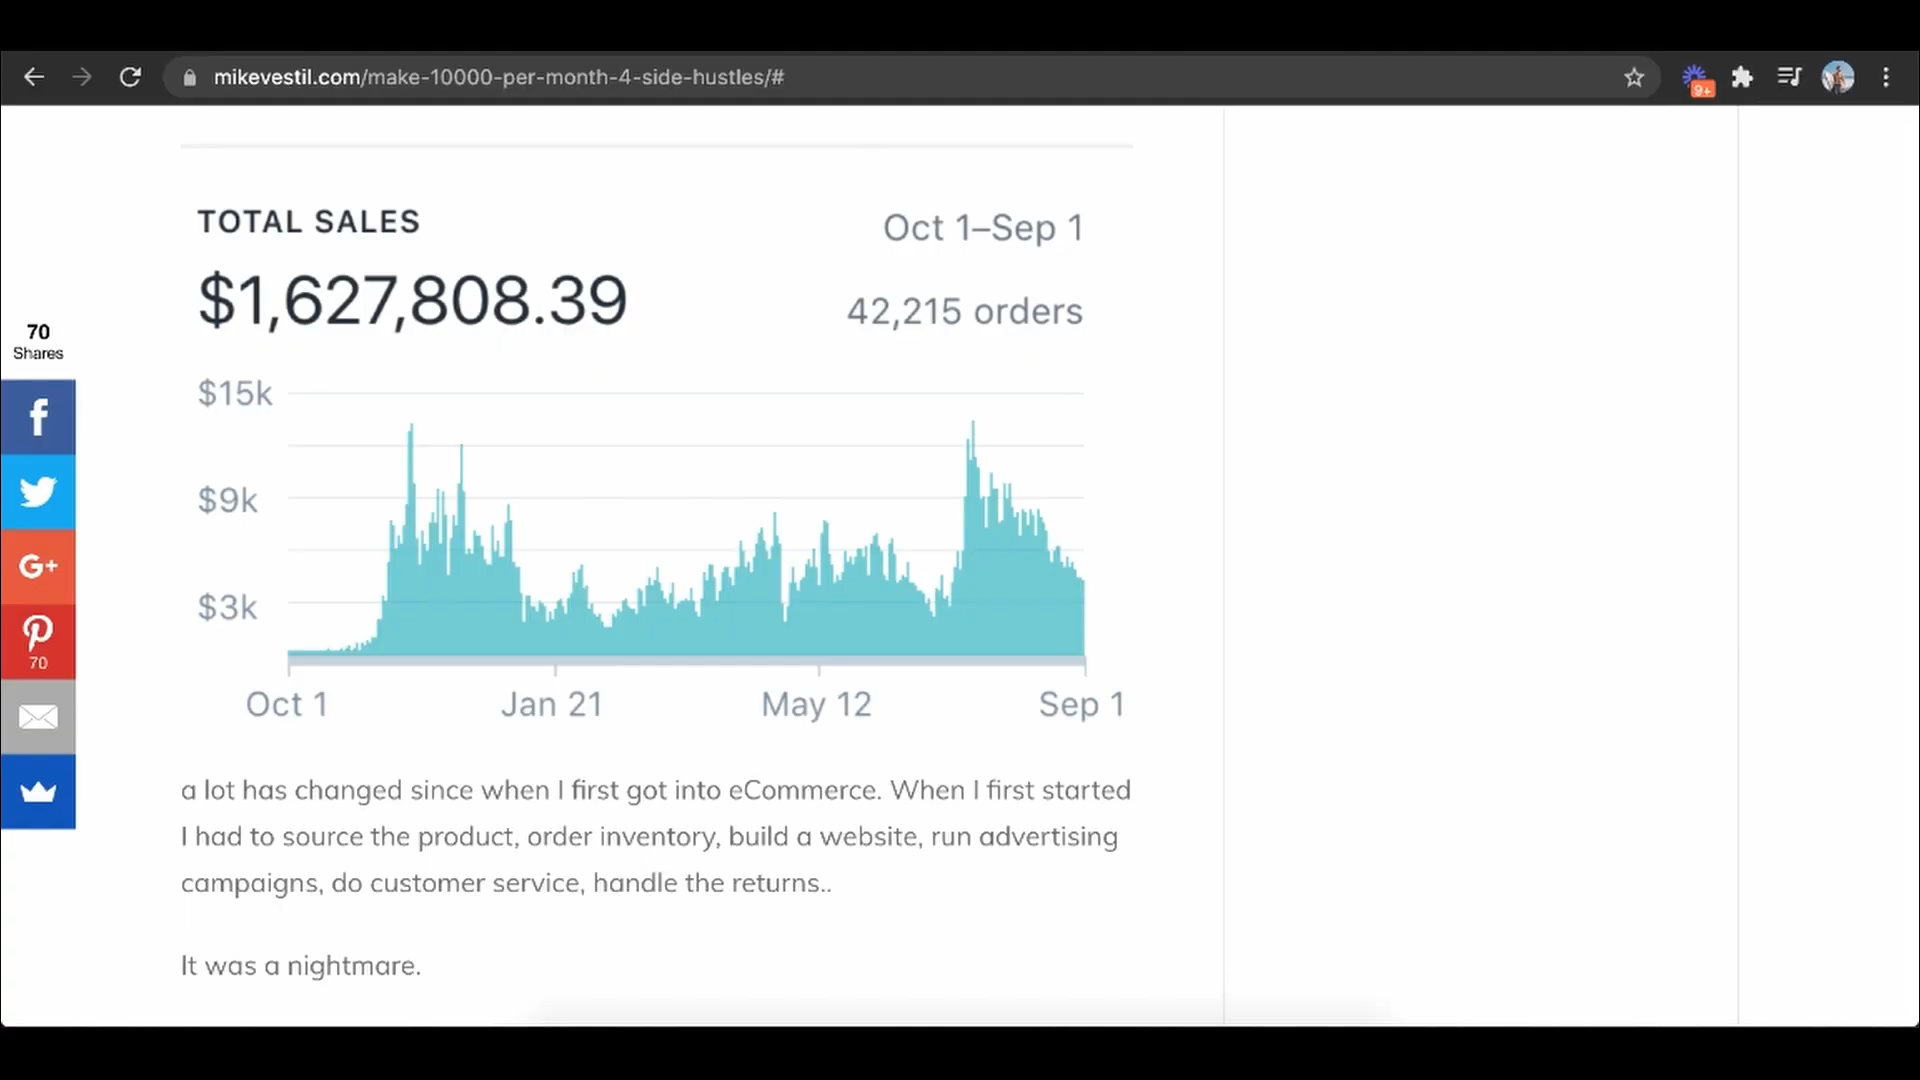 mikevestil.com/make-10000-per-month-4-side-hustles/#
9+
TOTAL SALES
Oct 1–Sep 1
$1,627,808.39
42,215 orders
70
Shares
$15k
$9k
$3k
Oct 1
Jan 21
May 12
Sep 1
f
G+
70
a lot has changed since when I first got into eCommerce. When I first started
I had to source the product, order inventory, build a website, run advertising
campaigns, do customer service, handle the returns..
It was a nightmare.